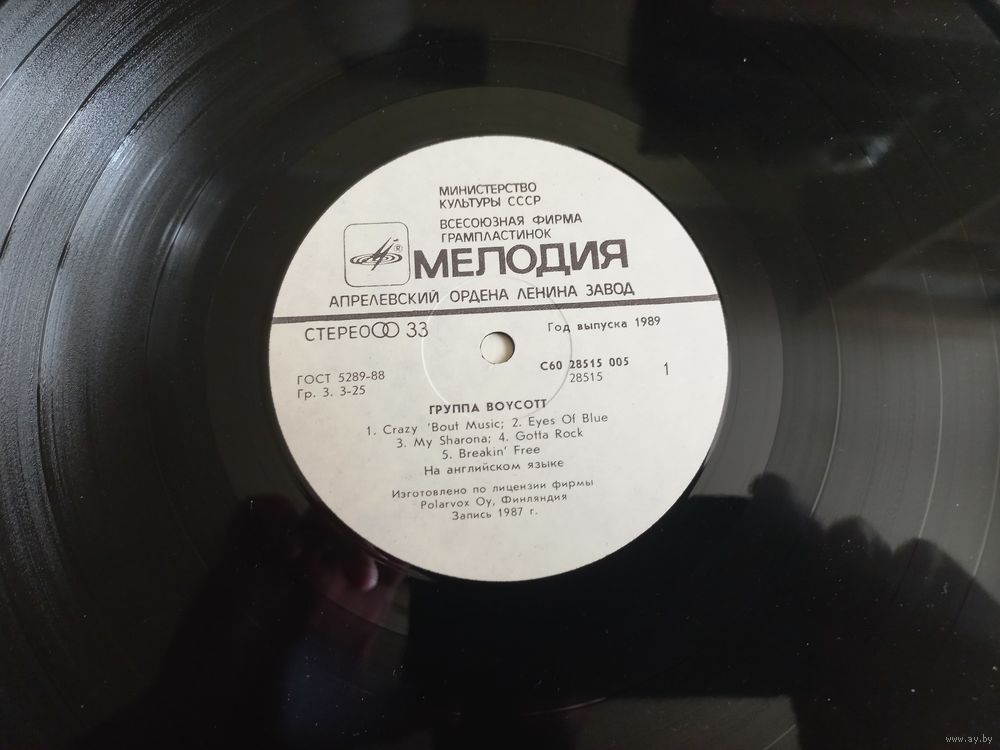 МИНИСТЕРСТВО
КУЛЬТУРЫ СССР
ВСЕСОЮЗНАЯ ФИРМА
ГРАМПЛАСТИНОК
® МЕЛОДИЯ
АПРЕЛЕВСКИЙ ОРДЕНА ЛЕНИНА ЗАВОД
СТЕРЕО 33
Год выпуска 1989
ГОСТ 5289-88
Гр. 3. 3-25
С60 28515 005
28515
1
ГРУППА BOYCOTT
1. Crazy 'Bout Music; 2. Eyes Of Blue
3. My Sharona; 4. Gotta Rock
5. Breakin' Free
На английском языке
Изготовлено по лицензии фирмы
Polarvox Oy, Финляндия
Запись 1987 г.
www.ay.by